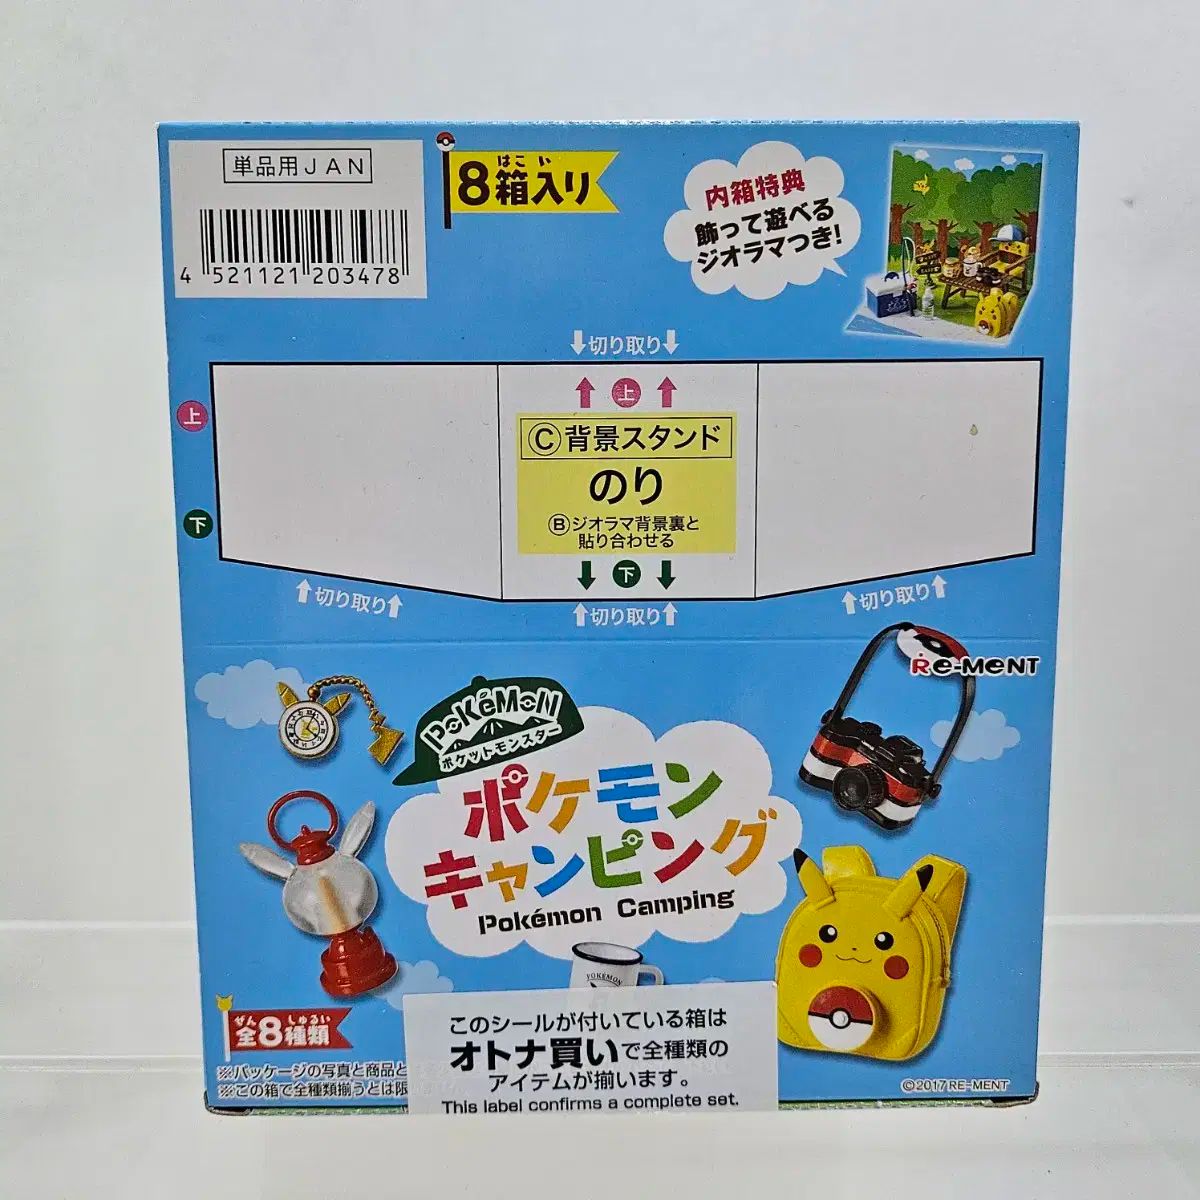 単品用JAN
4 521121 203478
はこ い
8箱入り
内箱特典
飾って遊べる
ジオラマつき!
↓切り取り↓
↑上↑
上
Ⓒ背景スタンド
のり
Ⓑジオラマ背景裏と
貼り合わせる
下
↓下↓
↑切り取り↑
↑切り取り↑
↑切り取り↑
Re-MeNT
PoKéMoN
ポケットモンスター
ポケモン
キャンピング
Pokémon Camping
POKEMON
ぜん しゅるい
全8種類
※パッケージの写真と商品と
※この箱で全種類揃うとは限
このシールが付いている箱は
オトナ買いで全種類の
アイテムが揃います。
This label confirms a complete set.
©2017 RE-MENT